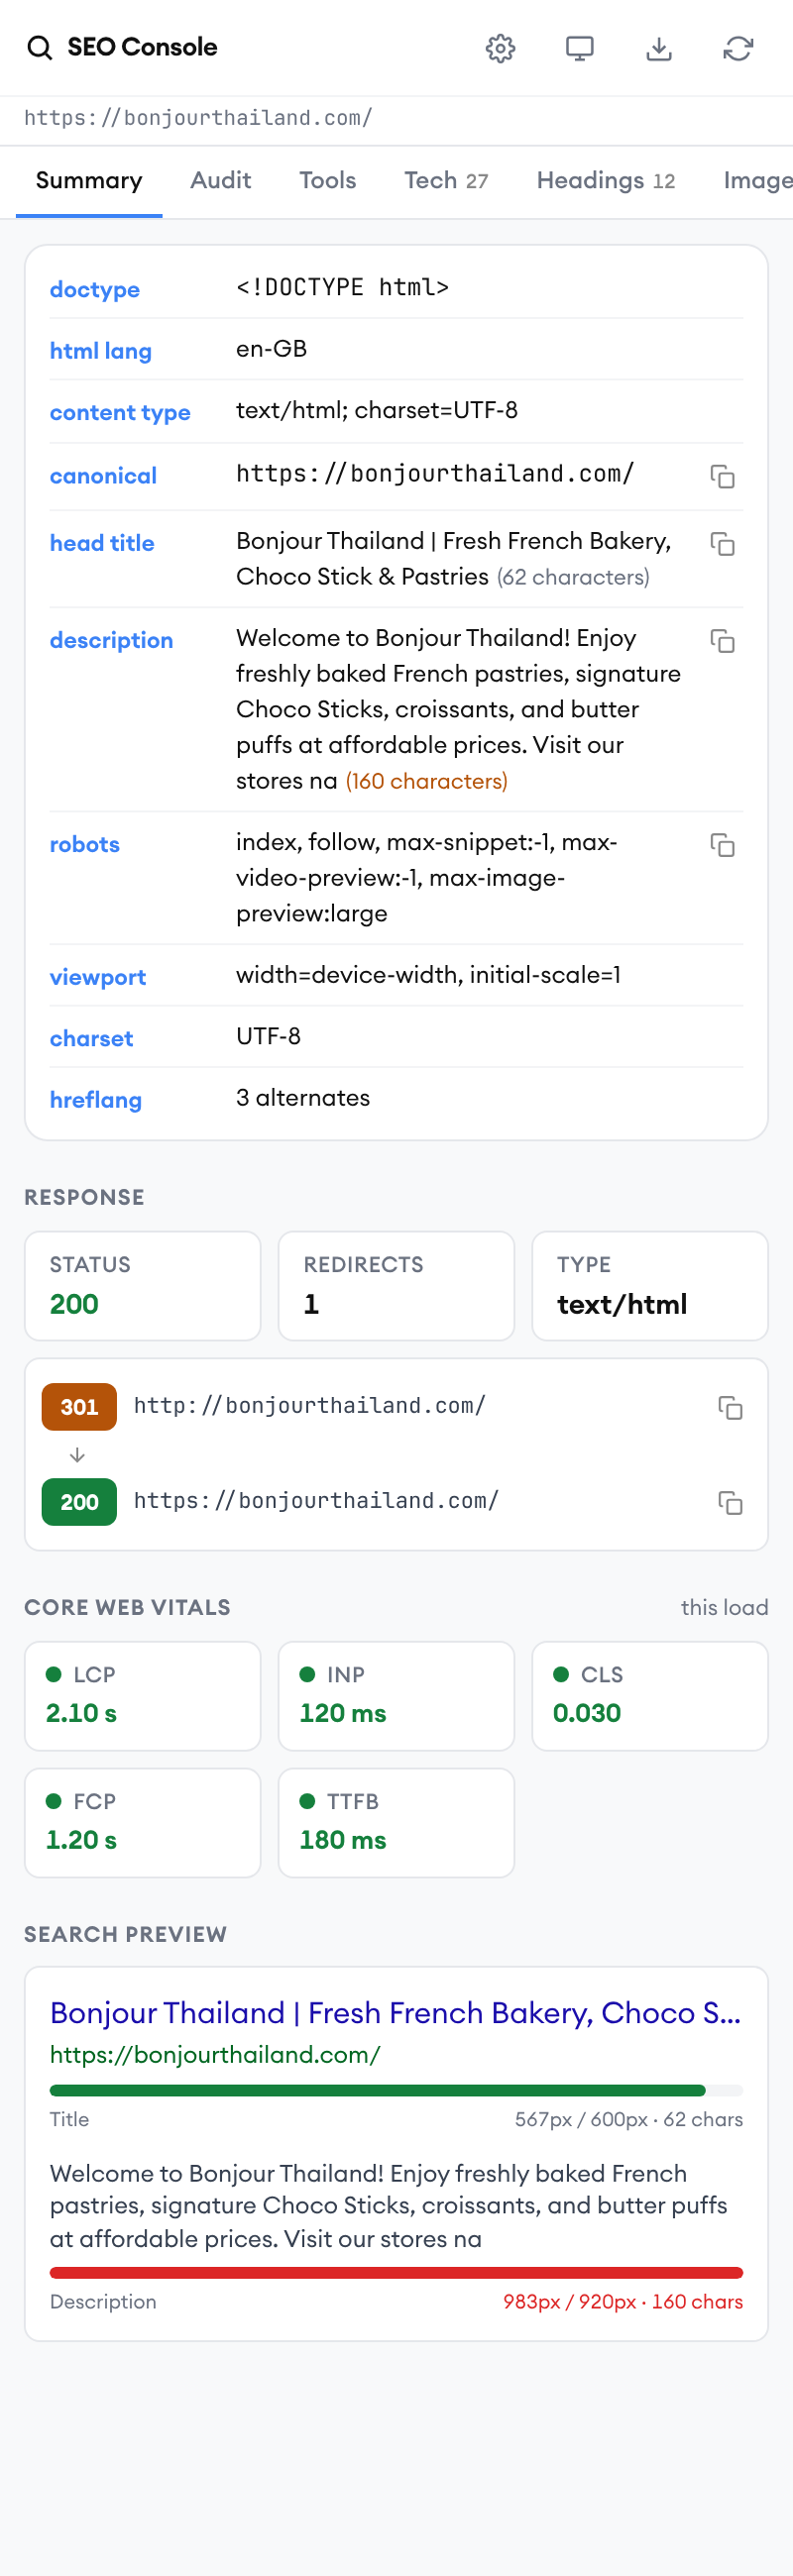 SEO Console
https://bonjourthailand.com/
Summary Audit Tools Tech 27 Headings 12 Image
doctype <!DOCTYPE html>
html lang en-GB
content type text/html; charset=UTF-8
canonical https://bonjourthailand.com/
head title Bonjour Thailand | Fresh French Bakery,
Choco Stick & Pastries (62 characters)
description Welcome to Bonjour Thailand! Enjoy
freshly baked French pastries, signature
Choco Sticks, croissants, and butter
puffs at affordable prices. Visit our
stores na (160 characters)
robots index, follow, max-snippet:-1, max-
video-preview:-1, max-image-
preview:large
viewport width=device-width, initial-scale=1
charset UTF-8
hreflang 3 alternates
RESPONSE
STATUS REDIRECTS TYPE
200 1 text/html
301 http://bonjourthailand.com/
200 https://bonjourthailand.com/
CORE WEB VITALS this load
LCP INP CLS
2.10 s 120 ms 0.030
FCP TTFB
1.20 s 180 ms
SEARCH PREVIEW
Bonjour Thailand | Fresh French Bakery, Choco S...
https://bonjourthailand.com/
Title 567px / 600px · 62 chars
Welcome to Bonjour Thailand! Enjoy freshly baked French
pastries, signature Choco Sticks, croissants, and butter puffs
at affordable prices. Visit our stores na
Description 983px / 920px · 160 chars